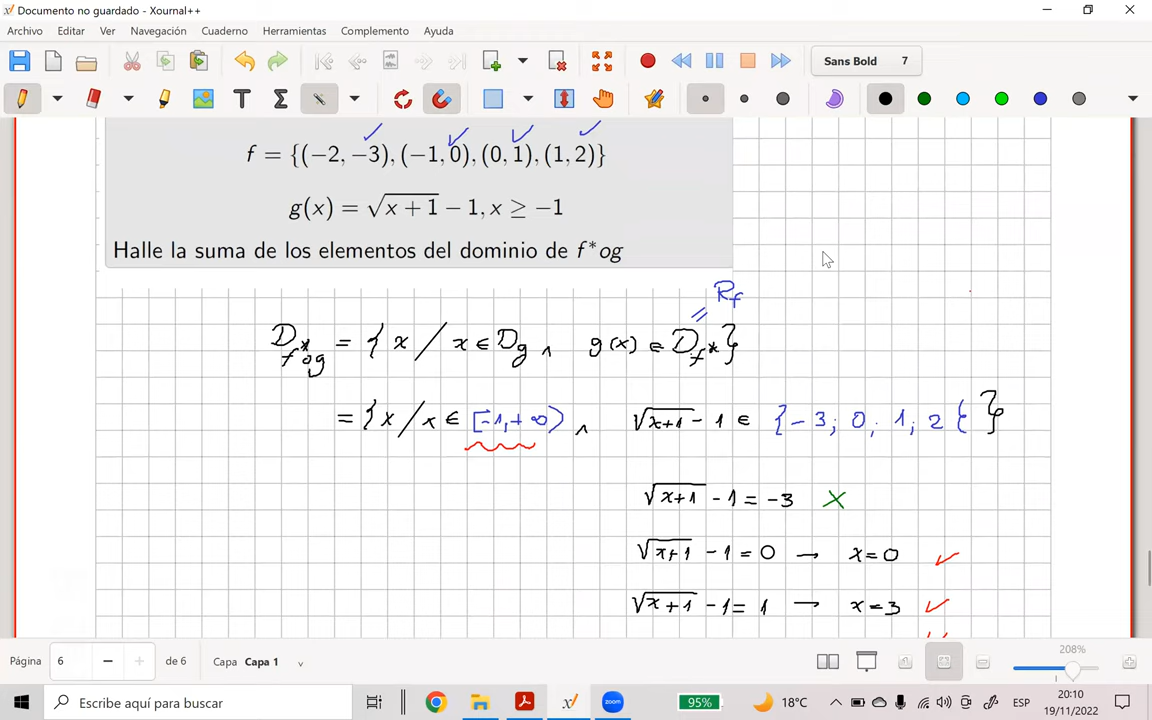 Documento no guardado - Xournal++
Archivo Editar Ver Navegación Cuaderno Herramientas Complemento Ayuda
Sans Bold 7
f = {(−2, −3), (−1, 0), (0, 1), (1, 2)}
g(x) = √(x + 1) − 1, x ≥ −1
Halle la suma de los elementos del dominio de f*og
R_f
D_f*og = { x / x ∈ D_g ∧ g(x) ∈ D_f* }
= { x / x ∈ [-1, +∞) ∧ √(x+1) - 1 ∈ {-3; 0; 1; 2{ }
√(x+1) - 1 = -3 X
√(x+1) - 1 = 0 → x = 0
√(x+1) - 1 = 1 → x = 3
Página 6 de 6 Capa Capa 1
208%
Escribe aquí para buscar
zoom
95%
18°C
ESP
20:10
19/11/2022